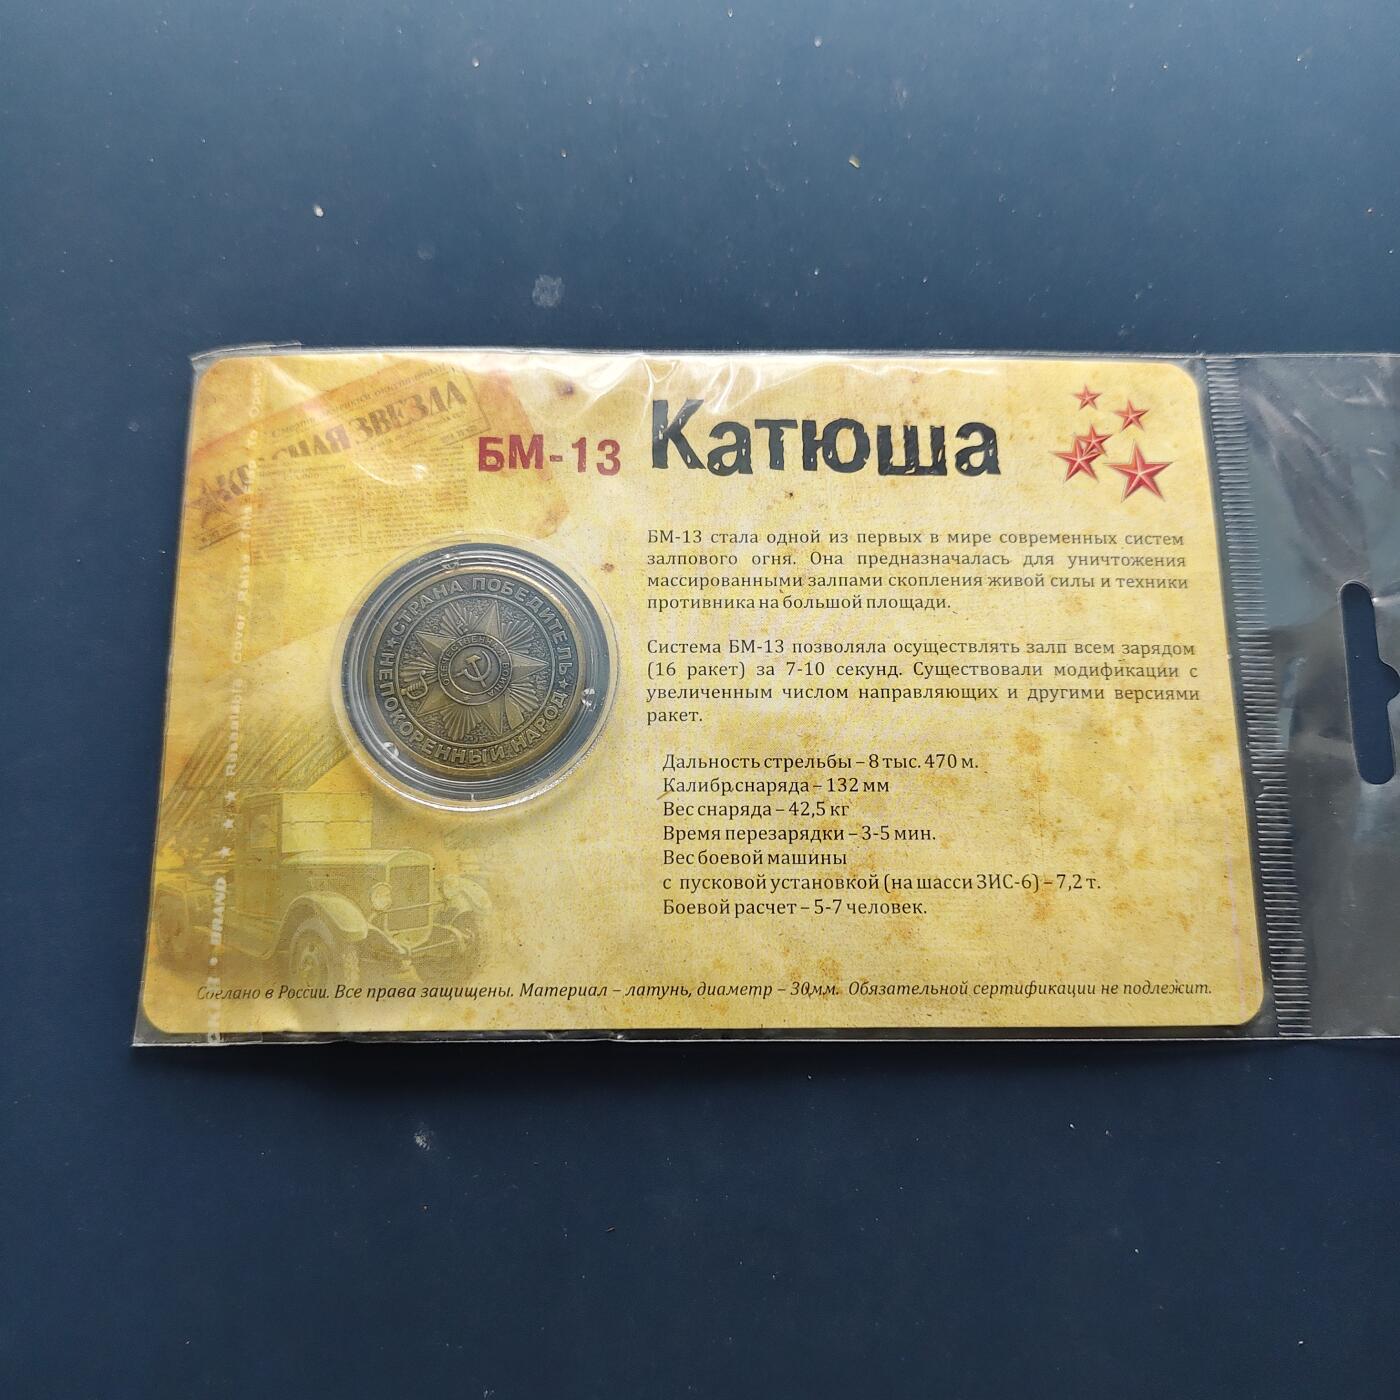 КРАСНАЯ ЗВЕЗДА
БМ-13 Катюша
БМ-13 стала одной из первых в мире современных систем
залпового огня. Она предназначалась для уничтожения
массированными залпами скопления живой силы и техники
противника на большой площади.
Система БМ-13 позволяла осуществлять залп всем зарядом
(16 ракет) за 7-10 секунд. Существовали модификации с
увеличенным числом направляющих и другими версиями
ракет.
Дальность стрельбы – 8 тыс. 470 м.
Калибр снаряда – 132 мм
Вес снаряда – 42,5 кг
Время перезарядки – 3-5 мин.
Вес боевой машины
с пусковой установкой (на шасси ЗИС-6) – 7,2 т.
Боевой расчет – 5-7 человек.
СТРАНА ПОБЕДИТЕЛЬ
НЕПОКОРЕННЫЙ НАРОД
ОТЕЧЕСТВЕННАЯ ВОЙНА
Сделано в России. Все права защищены. Материал – латунь, диаметр – 30мм. Обязательной сертификации не подлежит.
BRAND